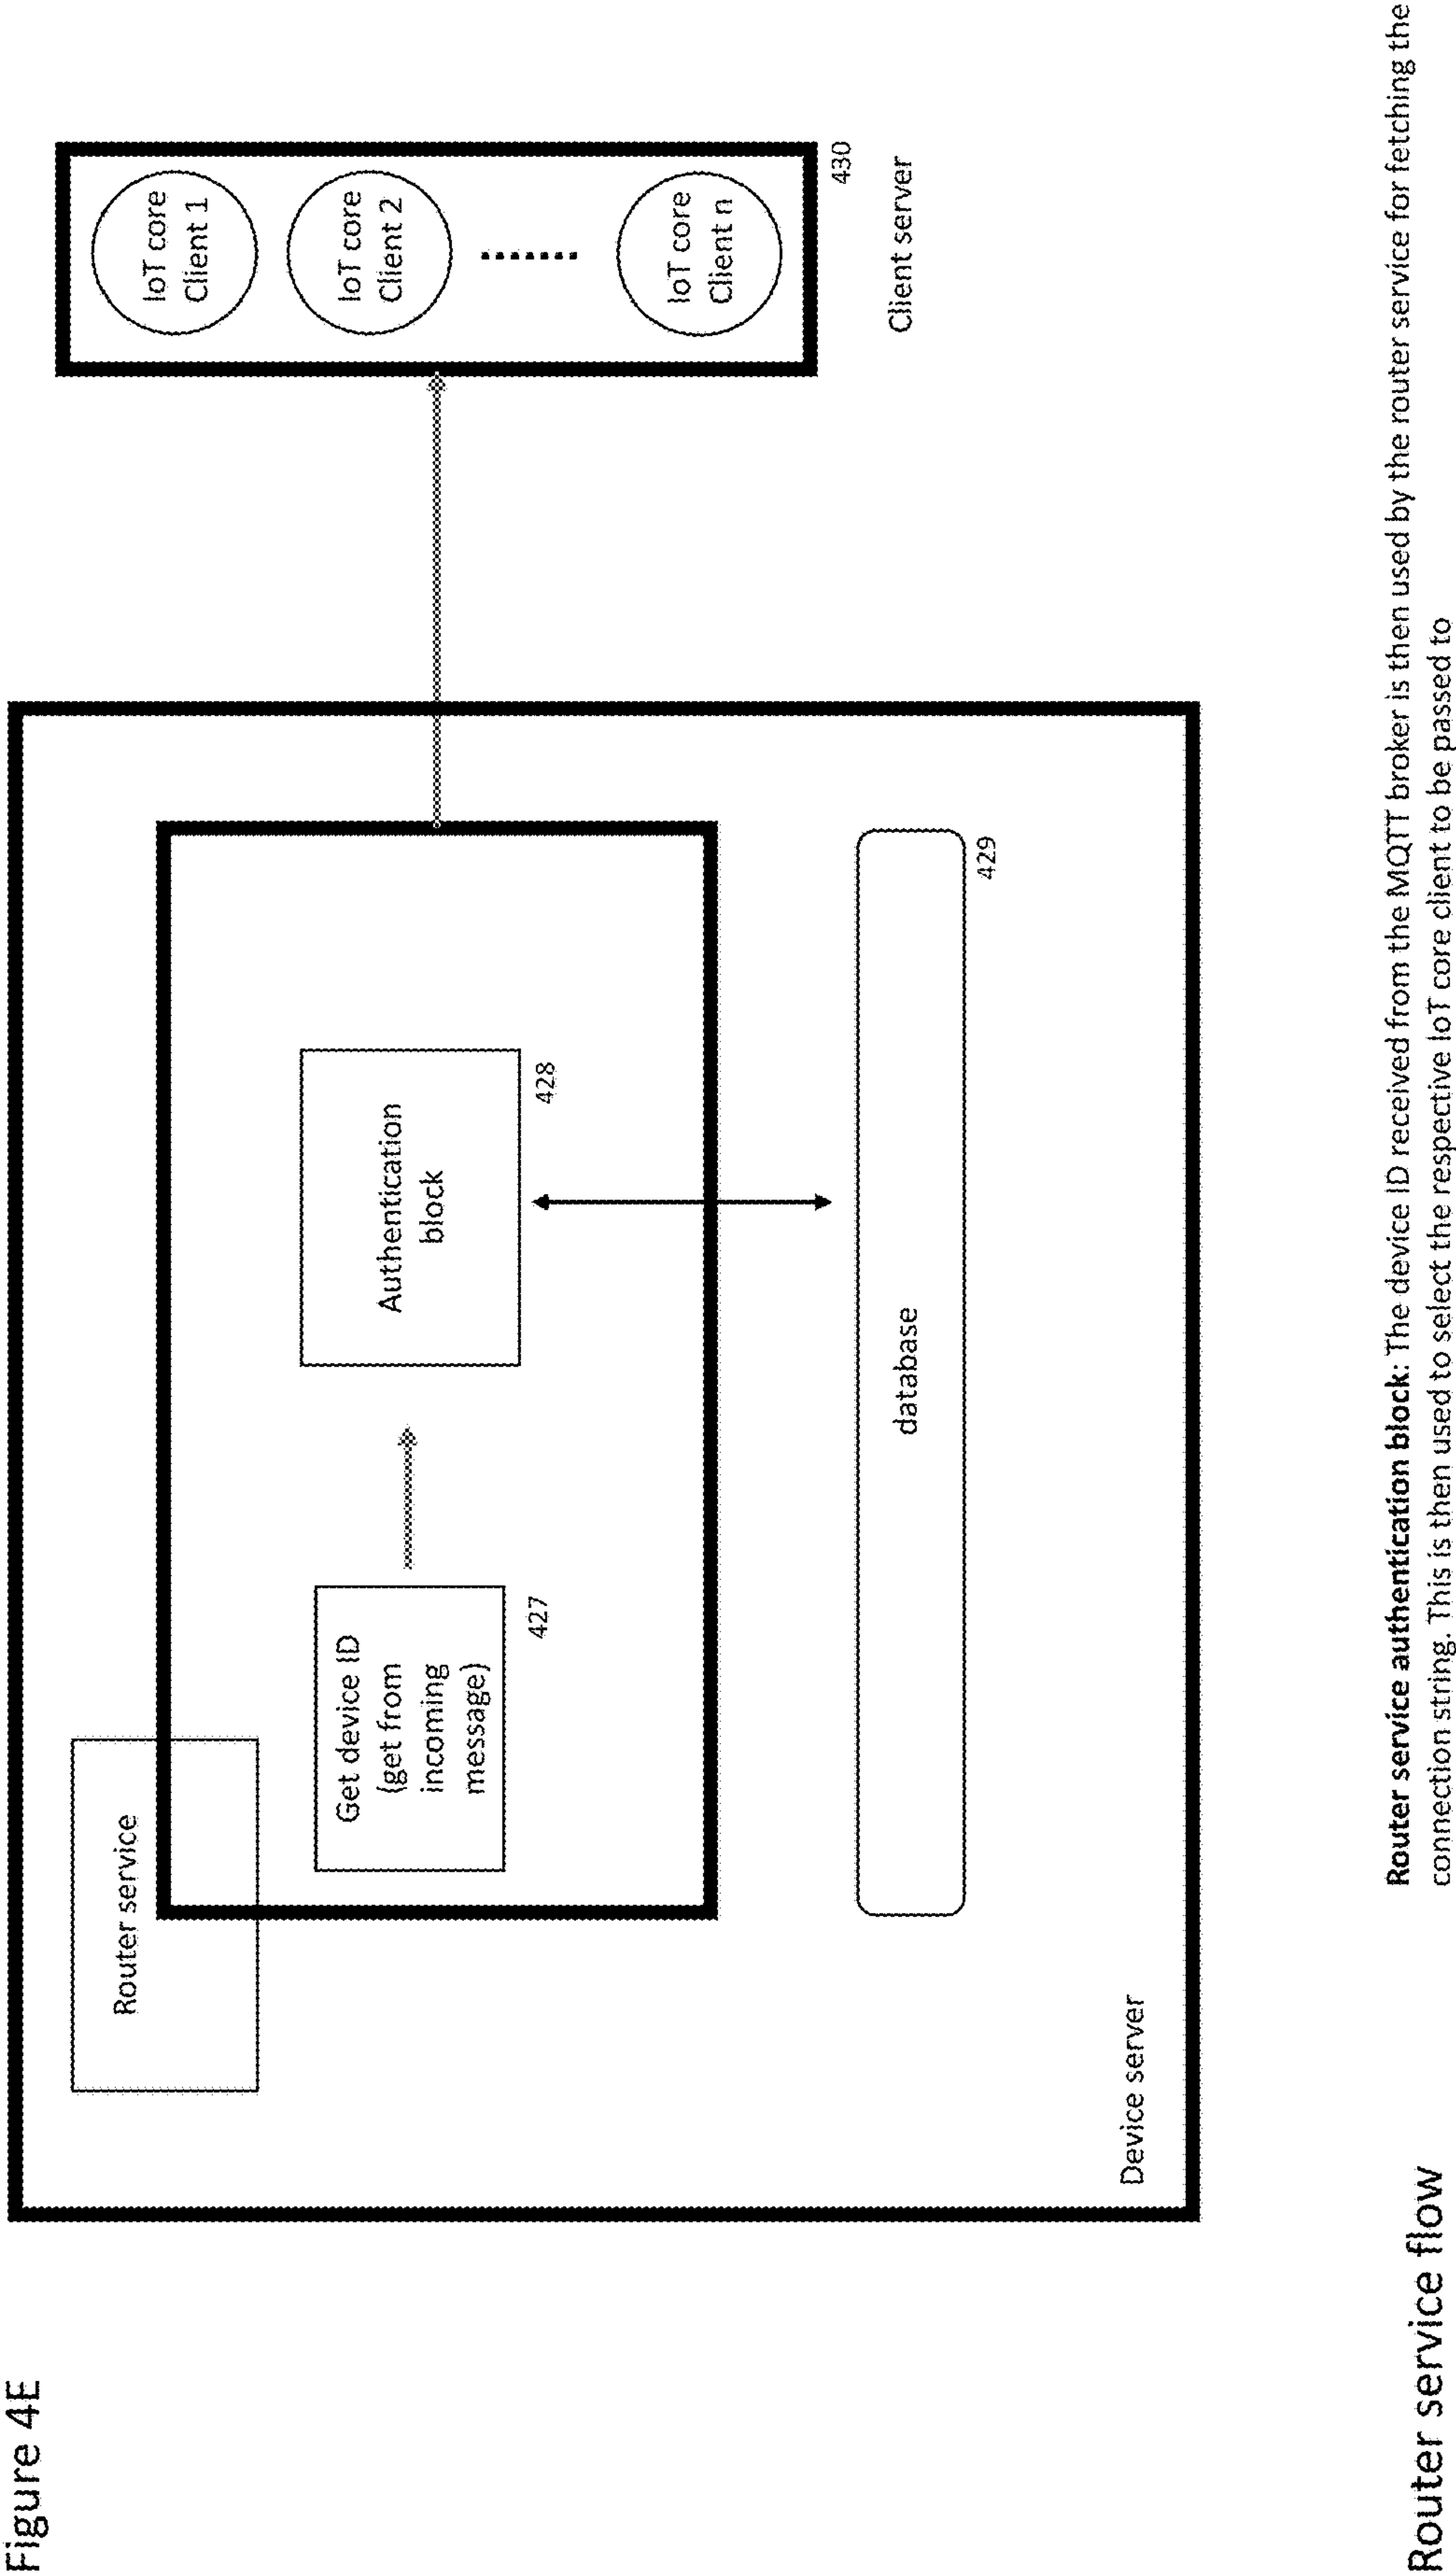 Figure 4E
Router service
Get device ID
(get from
incoming
message)
427
Authentication
block
428
database
429
Device server
IoT core
Client 1
IoT core
Client 2
IoT core
Client n
430
Client server
Router service flow
Router service authentication block: The device ID received from the MQTT broker is then used by the router service for fetching the
connection string. This is then used to select the respective IoT core client to be passed to